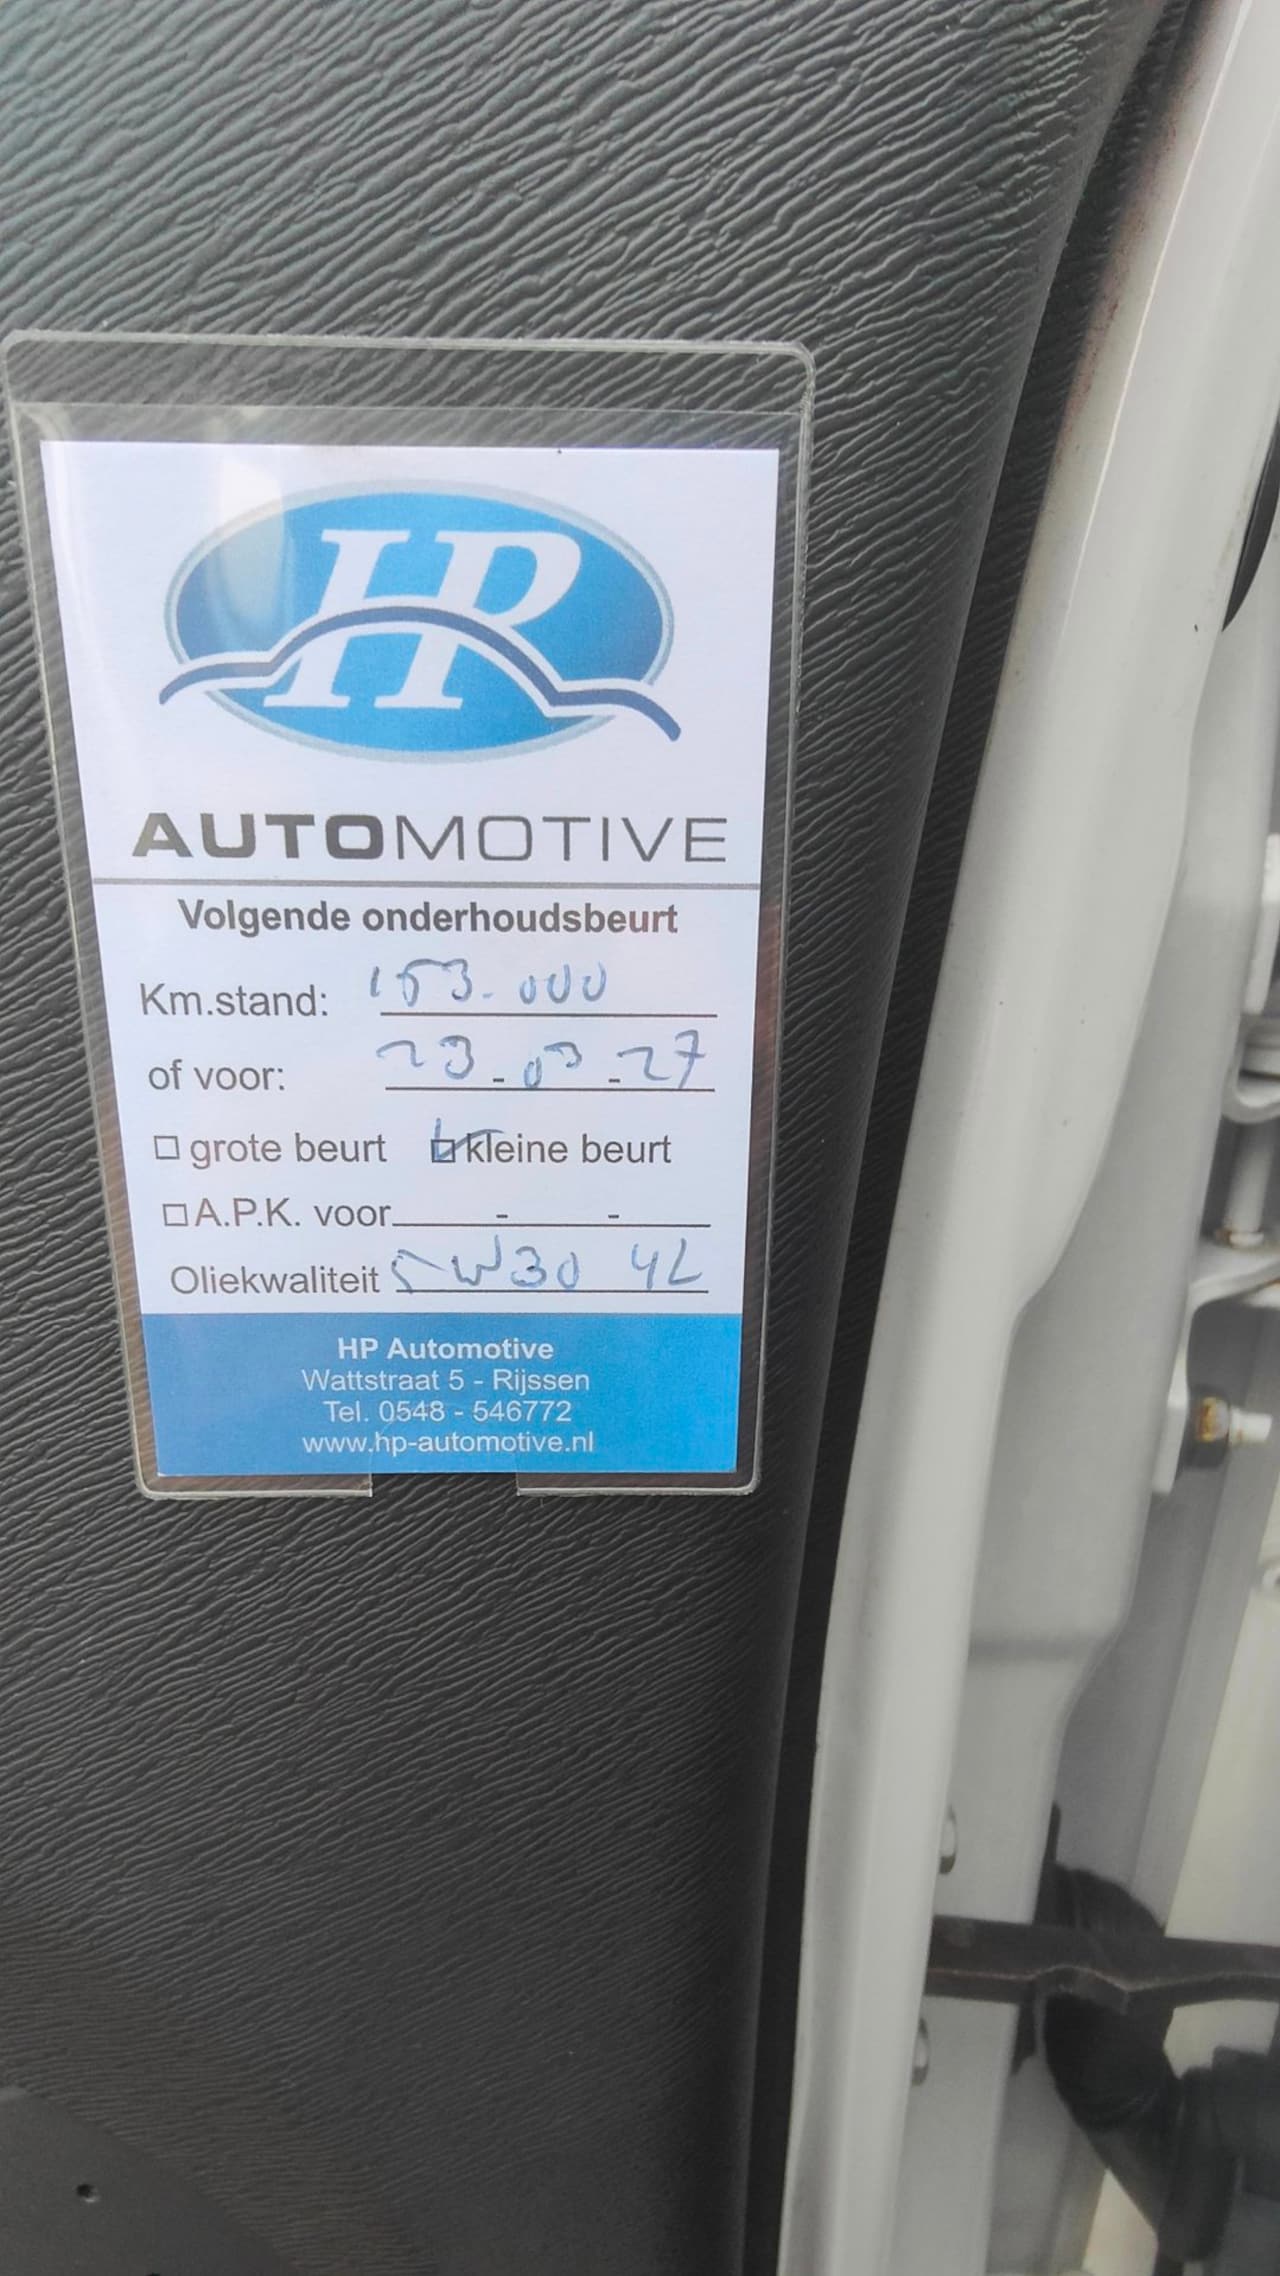 HP
AUTOMOTIVE
Volgende onderhoudsbeurt
Km.stand: 153.000
of voor: 23-03-27
grote beurt kleine beurt
A.P.K. voor - -
Oliekwaliteit 5W30 4L
HP Automotive
Wattstraat 5 - Rijssen
Tel. 0548 - 546772
www.hp-automotive.nl